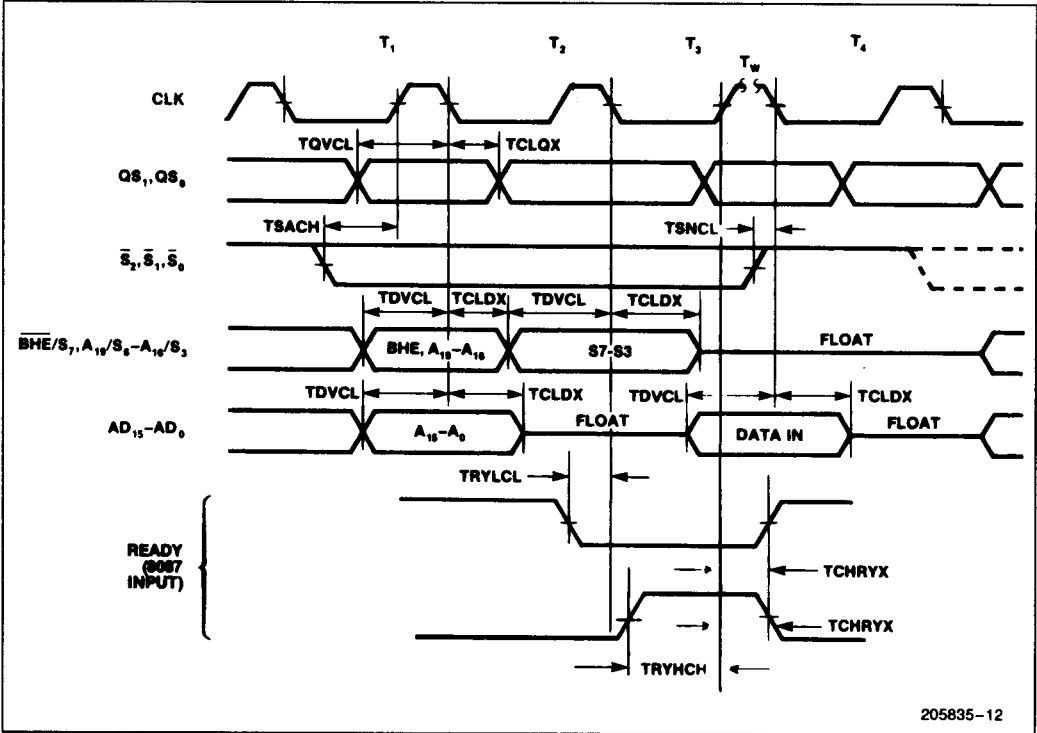 T₁ T₂ T₃ T₄
T_W
CLK
TQVCL TCLQX
QS₁, QS₀
TSACH TSNCL
S̅₂, S̅₁, S̅₀
TDVCL TCLDX TDVCL TCLDX
B̅H̅E̅/S₇, A₁₉/S₆–A₁₆/S₃ BHE, A₁₉–A₁₆ S7-S3 FLOAT
TDVCL TCLDX TDVCL TCLDX
AD₁₅–AD₀ A₁₅–A₀ FLOAT DATA IN FLOAT
TRYLCL
READY
(8087
INPUT)
TCHRYX
TCHRYX
TRYHCH
205835–12